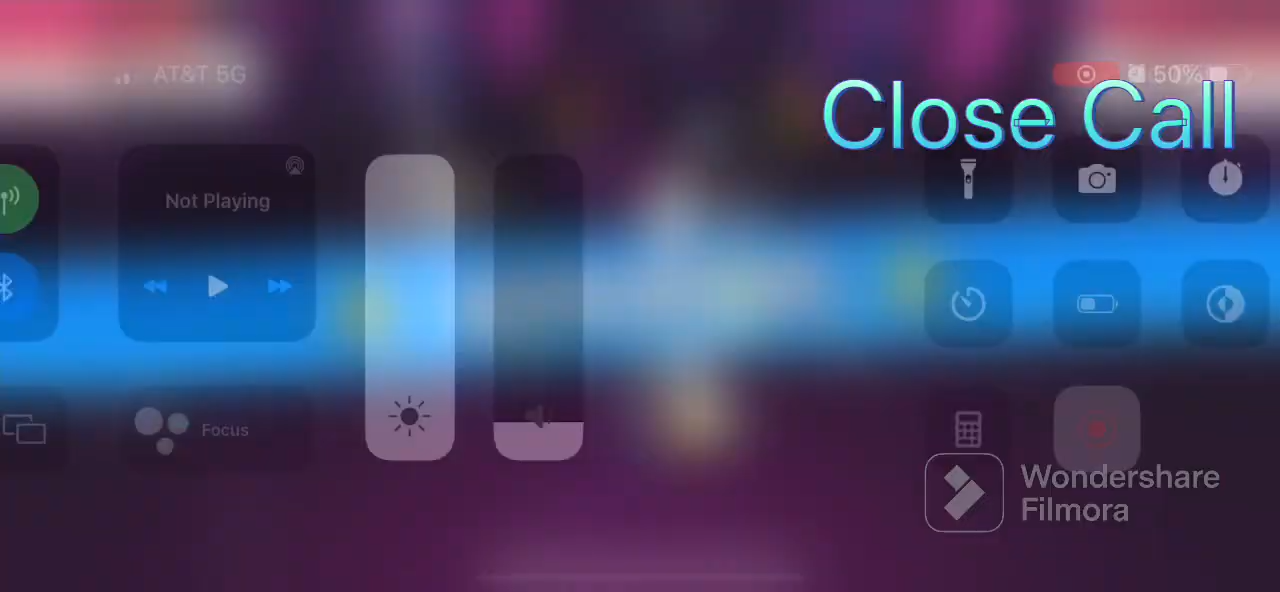 AT&T 5G
50%
Close Call
Not Playing
Focus
Wondershare
Filmora